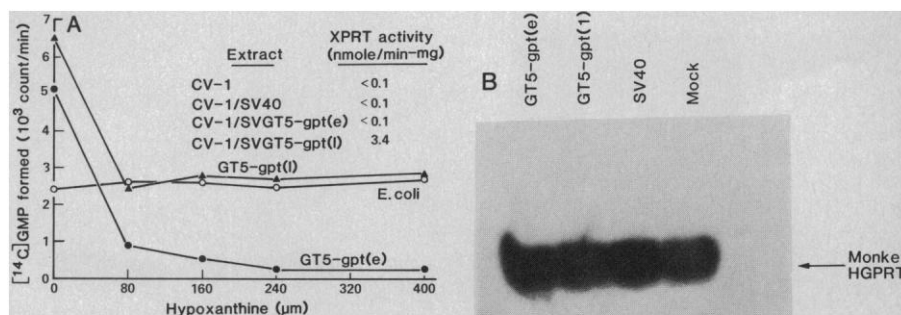 A
7
6
5
4
3
2
1
0
[14C]GMP formed (10³ count/min)
Extract
XPRT activity
(nmole/min-mg)
CV-1 <0.1
CV-1/SV40 <0.1
CV-1/SVGT5-gpt(e) <0.1
CV-1/SVGT5-gpt(l) 3.4
GT5-gpt(l)
E.coli
GT5-gpt(e)
0 80 160 240 320 400
Hypoxanthine (μm)
B
GT5-gpt(e)
GT5-gpt(1)
SV40
Mock
Monke
HGPRT